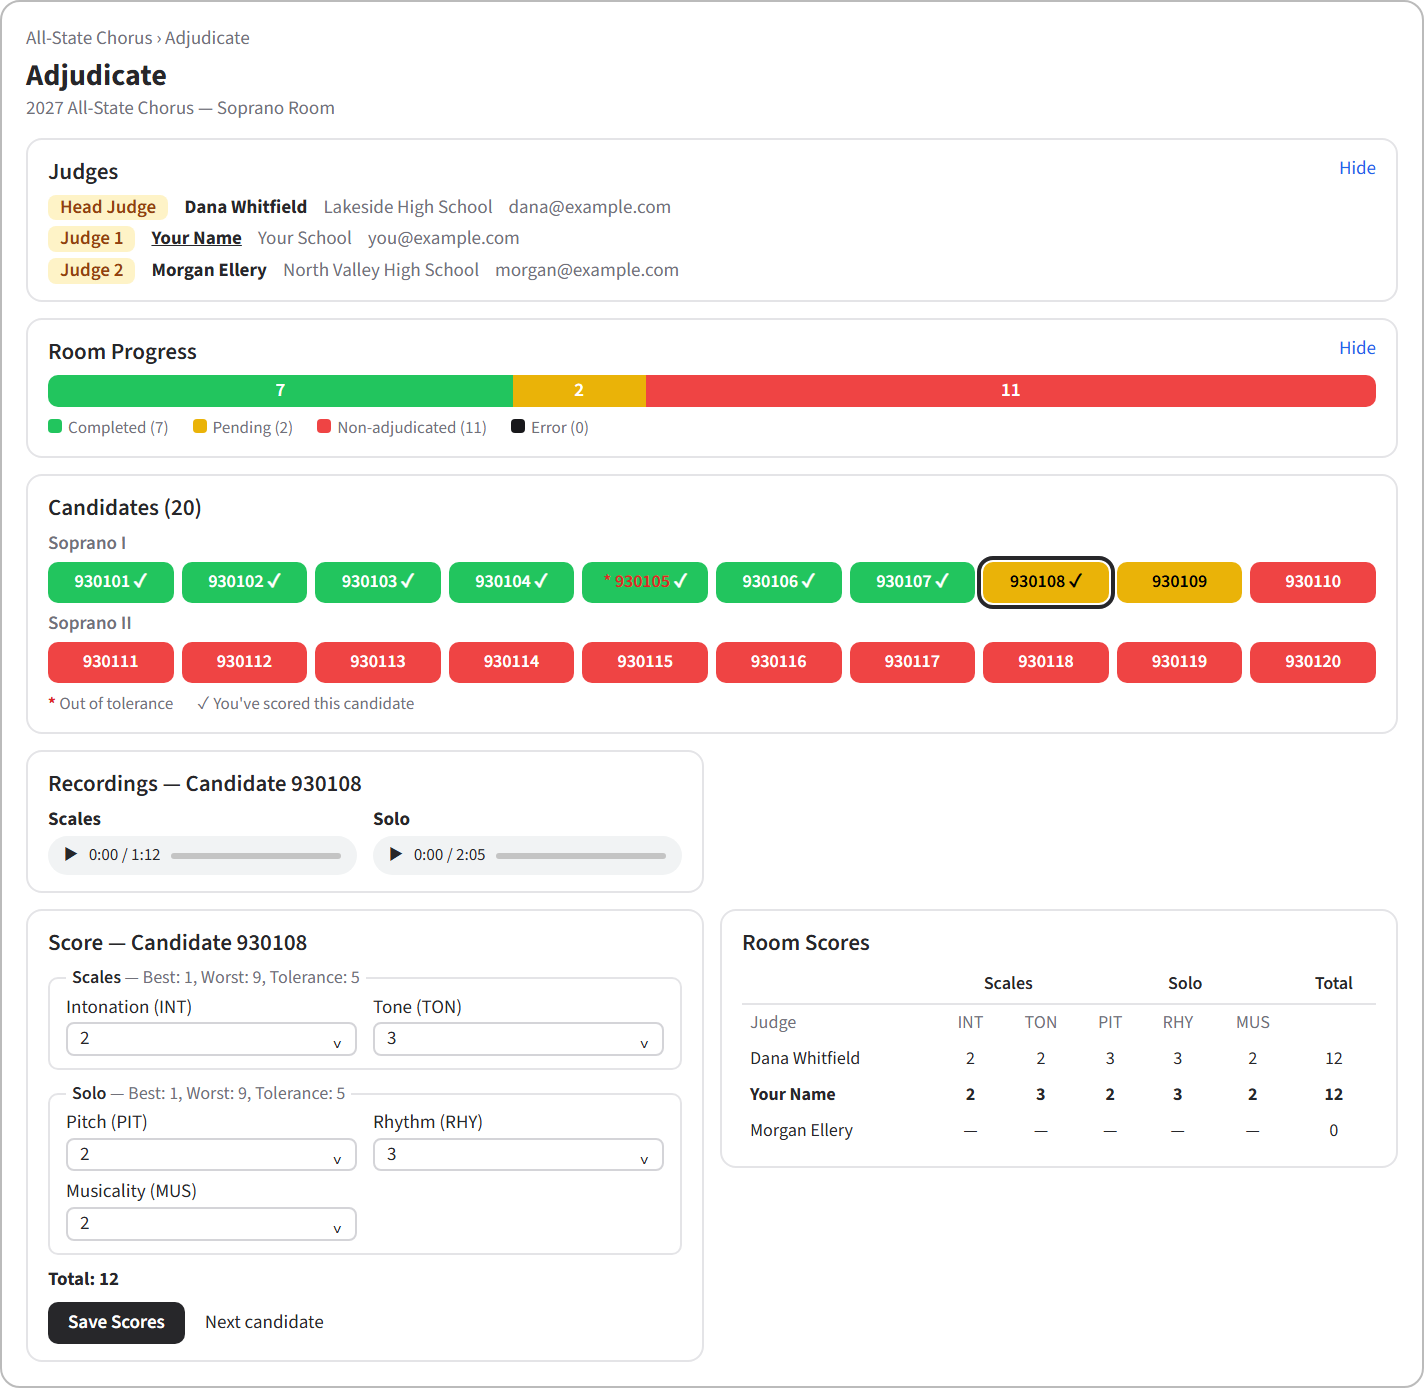 All-State Chorus › Adjudicate
Adjudicate
2027 All-State Chorus — Soprano Room
Judges
Hide
Head Judge Dana Whitfield Lakeside High School dana@example.com
Judge 1 Your Name Your School you@example.com
Judge 2 Morgan Ellery North Valley High School morgan@example.com
Room Progress
Hide
7 2 11
Completed (7) Pending (2) Non-adjudicated (11) Error (0)
Candidates (20)
Soprano I
930101 ✓ 930102 ✓ 930103 ✓ 930104 ✓ * 930105 ✓ 930106 ✓ 930107 ✓ 930108 ✓ 930109 930110
Soprano II
930111 930112 930113 930114 930115 930116 930117 930118 930119 930120
* Out of tolerance ✓ You've scored this candidate
Recordings — Candidate 930108
Scales Solo
0:00 / 1:12 0:00 / 2:05
Score — Candidate 930108
Scales — Best: 1, Worst: 9, Tolerance: 5
Intonation (INT) Tone (TON)
2 3
Solo — Best: 1, Worst: 9, Tolerance: 5
Pitch (PIT) Rhythm (RHY)
2 3
Musicality (MUS)
2
Total: 12
Save Scores Next candidate
Room Scores
Scales Solo Total
Judge INT TON PIT RHY MUS
Dana Whitfield 2 2 3 3 2 12
Your Name 2 3 2 3 2 12
Morgan Ellery — — — — — 0